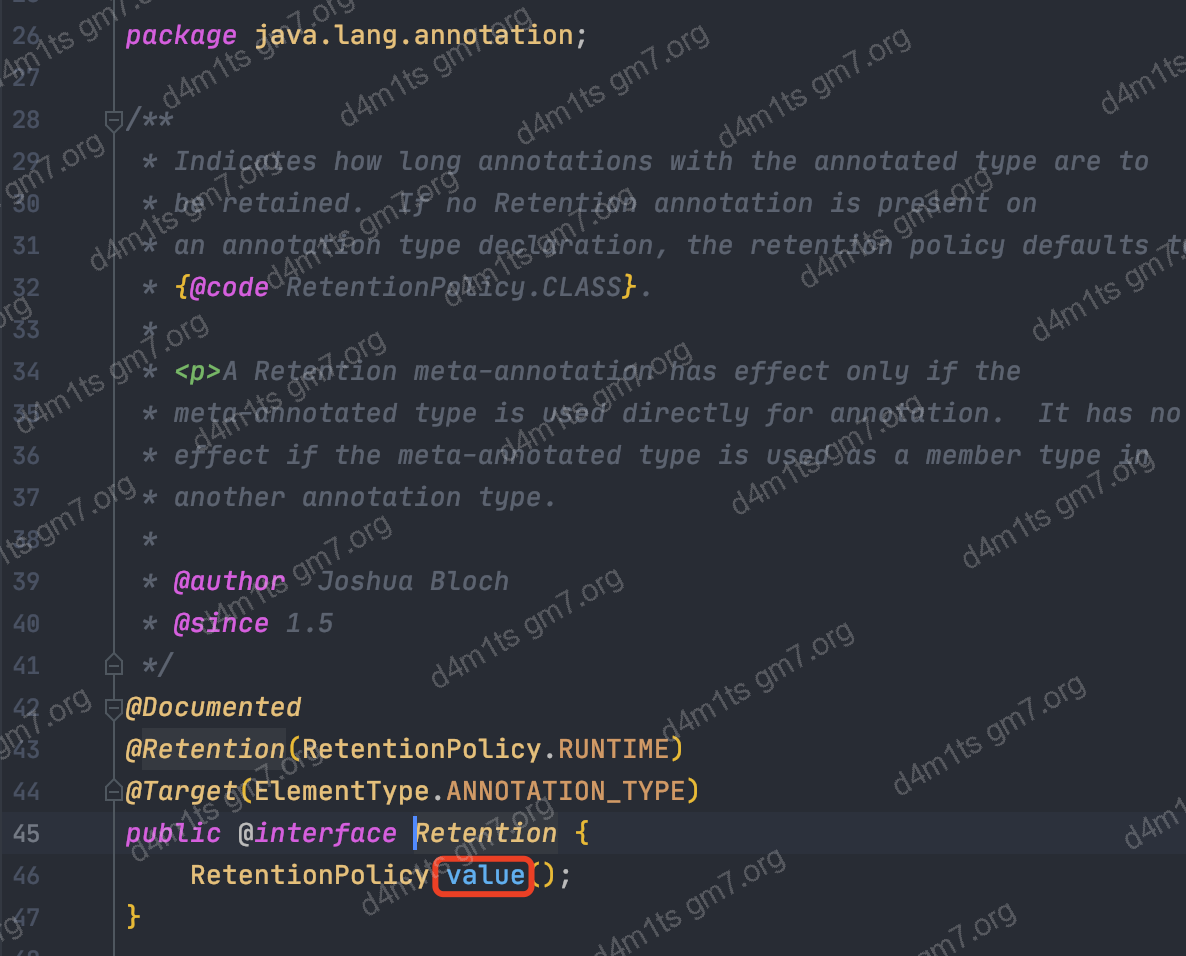 26 package java.lang.annotation;
27
28 /**
29 * Indicates how long annotations with the annotated type are to
30 * be retained.  If no Retention annotation is present on
31 * an annotation type declaration, the retention policy defaults
32 * {@code RetentionPolicy.CLASS}.
33 *
34 * <p>A Retention meta-annotation has effect only if the
35 * meta-annotated type is used directly for annotation.  It has no
36 * effect if the meta-annotated type is used as a member type in
37 * another annotation type.
38 *
39 * @author  Joshua Bloch
40 * @since 1.5
41 */
42 @Documented
43 @Retention(RetentionPolicy.RUNTIME)
44 @Target(ElementType.ANNOTATION_TYPE)
45 public @interface Retention {
46 RetentionPolicy value();
47 }
d4m1ts gm7.org